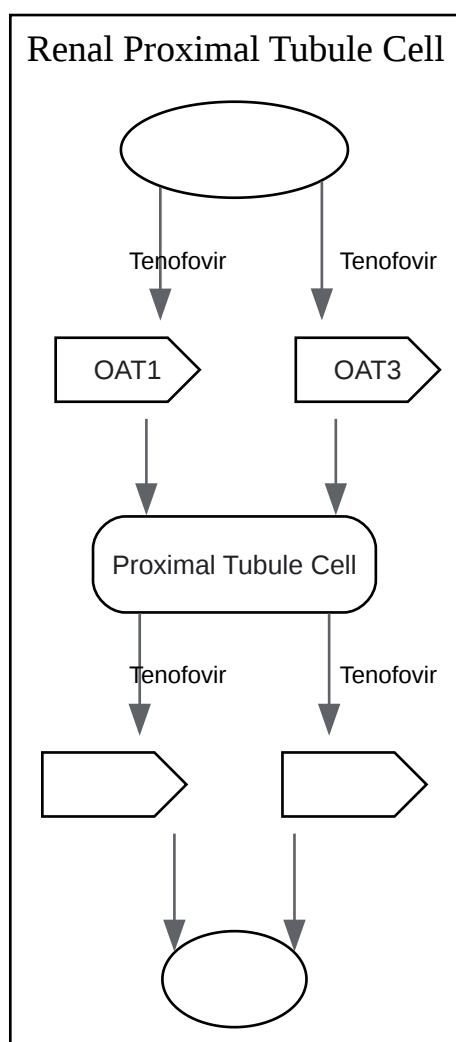 Renal Proximal Tubule Cell
Tenofovir
Tenofovir
OAT1
OAT3
Proximal Tubule Cell
Tenofovir
Tenofovir